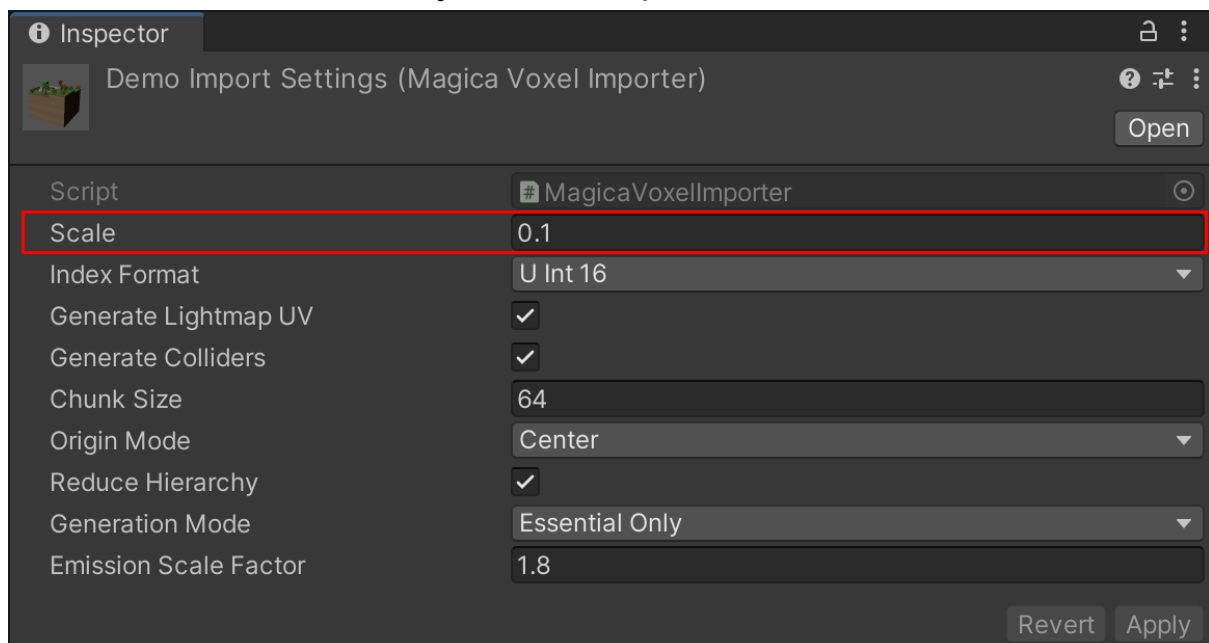 Inspector
Demo Import Settings (Magica Voxel Importer)
Open
Script # MagicaVoxelImporter
Scale 0.1
Index Format U Int 16
Generate Lightmap UV
Generate Colliders
Chunk Size 64
Origin Mode Center
Reduce Hierarchy
Generation Mode Essential Only
Emission Scale Factor 1.8
Revert Apply